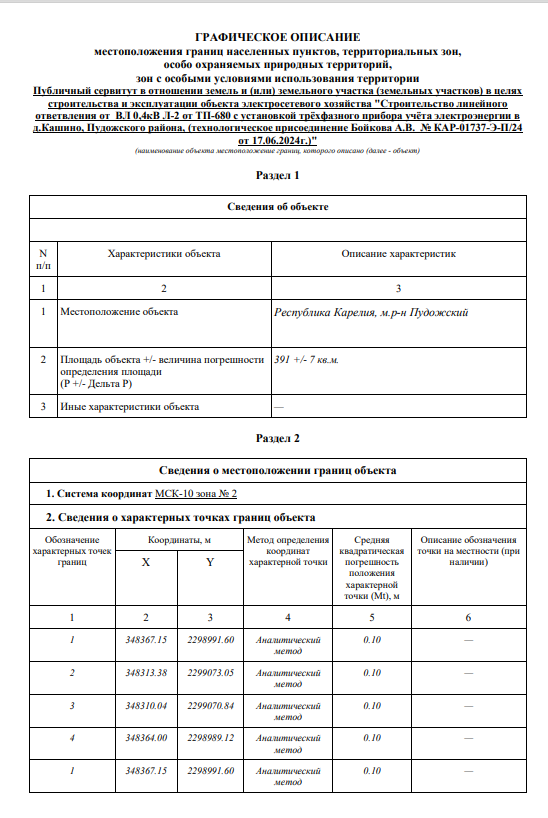 ГРАФИЧЕСКОЕ ОПИСАНИЕ
местоположения границ населенных пунктов, территориальных зон,
особо охраняемых природных территорий,
зон с особыми условиями использования территории
Публичный сервитут в отношении земель и (или) земельного участка (земельных участков) в целях
строительства и эксплуатации объекта электросетевого хозяйства "Строительство линейного
ответвления от ВЛ 0,4кВ Л-2 от ТП-680 с установкой трёхфазного прибора учёта электроэнергии в
д.Кашино, Пудожского района, (технологическое присоединение Бойкова А.В. № КАР-01737-Э-П/24
от 17.06.2024г.)"
(наименование объекта местоположение границ, которого описано (далее - объект)
Раздел 1
Сведения об объекте
N п/п Характеристики объекта Описание характеристик
1 2 3
1 Местоположение объекта Республика Карелия, м.р-н Пудожский
2 Площадь объекта +/- величина погрешности 391 +/- 7 кв.м.
определения площади
(Р +/- Дельта Р)
3 Иные характеристики объекта —
Раздел 2
Сведения о местоположении границ объекта
1. Система координат МСК-10 зона № 2
2. Сведения о характерных точках границ объекта
Обозначение характерных точек границ
Координаты, м
X Y
Метод определения координат характерной точки
Средняя квадратическая погрешность положения характерной точки (Mt), м
Описание обозначения точки на местности (при наличии)
1 2 3 4 5 6
1 348367.15 2298991.60 Аналитический метод 0.10 —
2 348313.38 2299073.05 Аналитический метод 0.10 —
3 348310.04 2299070.84 Аналитический метод 0.10 —
4 348364.00 2298989.12 Аналитический метод 0.10 —
1 348367.15 2298991.60 Аналитический метод 0.10 —